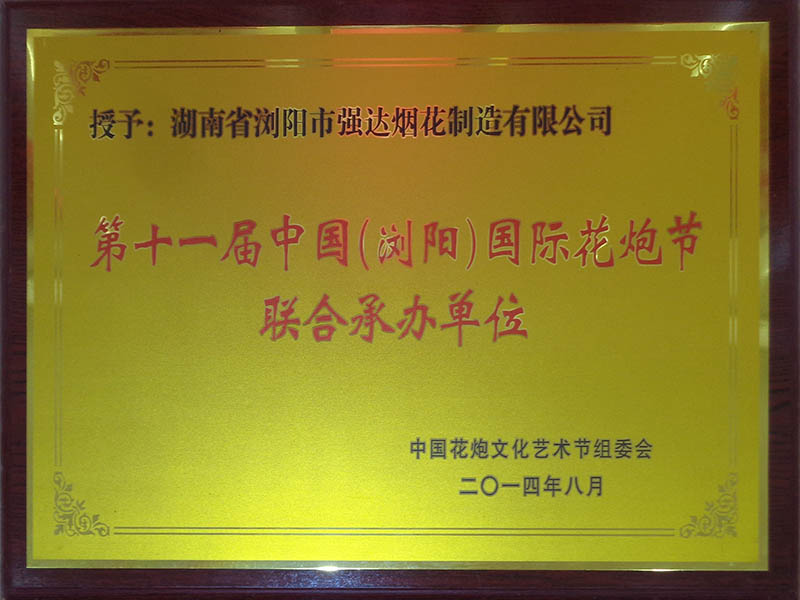 授予：湖南省浏阳市强达烟花制造有限公司
第十一届中国(浏阳)国际花炮节
联合承办单位
中国花炮文化艺术节组委会
二〇一四年八月